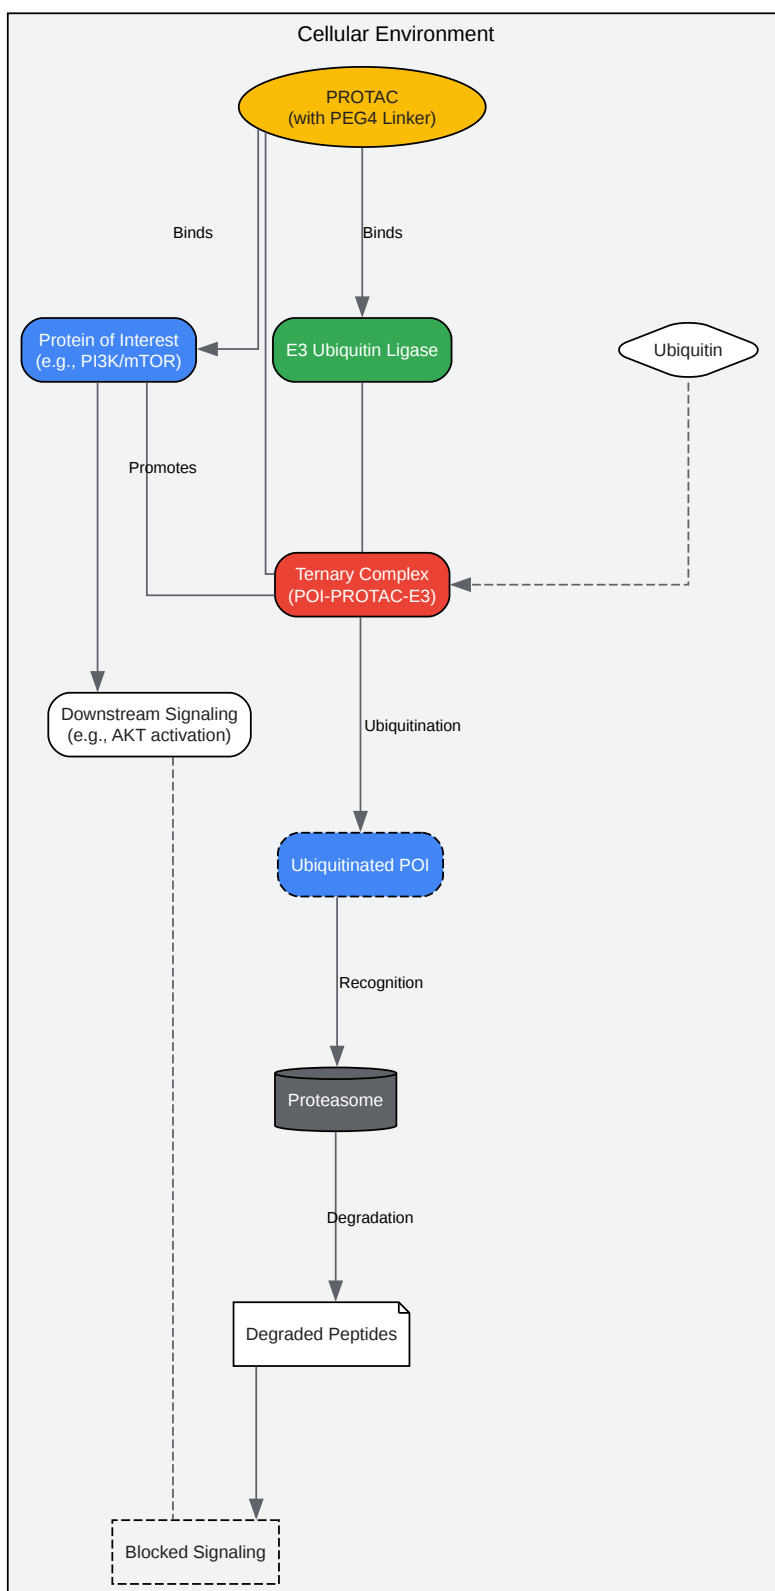 Cellular Environment
PROTAC
(with PEG4 Linker)
Binds
Binds
Protein of Interest
(e.g., PI3K/mTOR)
E3 Ubiquitin Ligase
Ubiquitin
Promotes
Ternary Complex
(POI-PROTAC-E3)
Downstream Signaling
(e.g., AKT activation)
Ubiquitination
Ubiquitinated POI
Recognition
Proteasome
Degradation
Degraded Peptides
Blocked Signaling